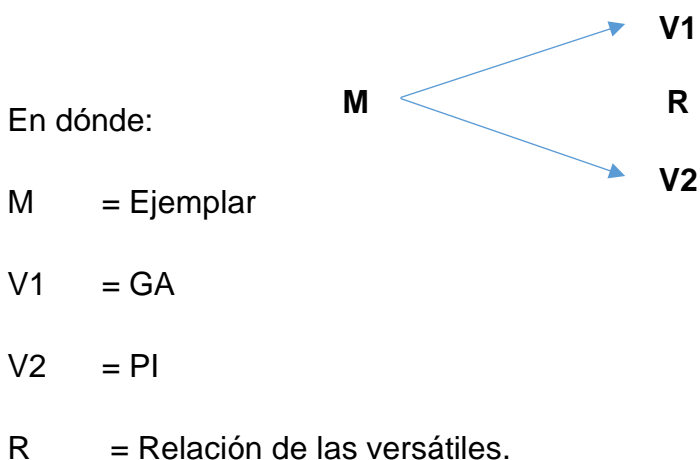 V1
M R
En dónde:
V2
M = Ejemplar
V1 = GA
V2 = PI
R = Relación de las versátiles.